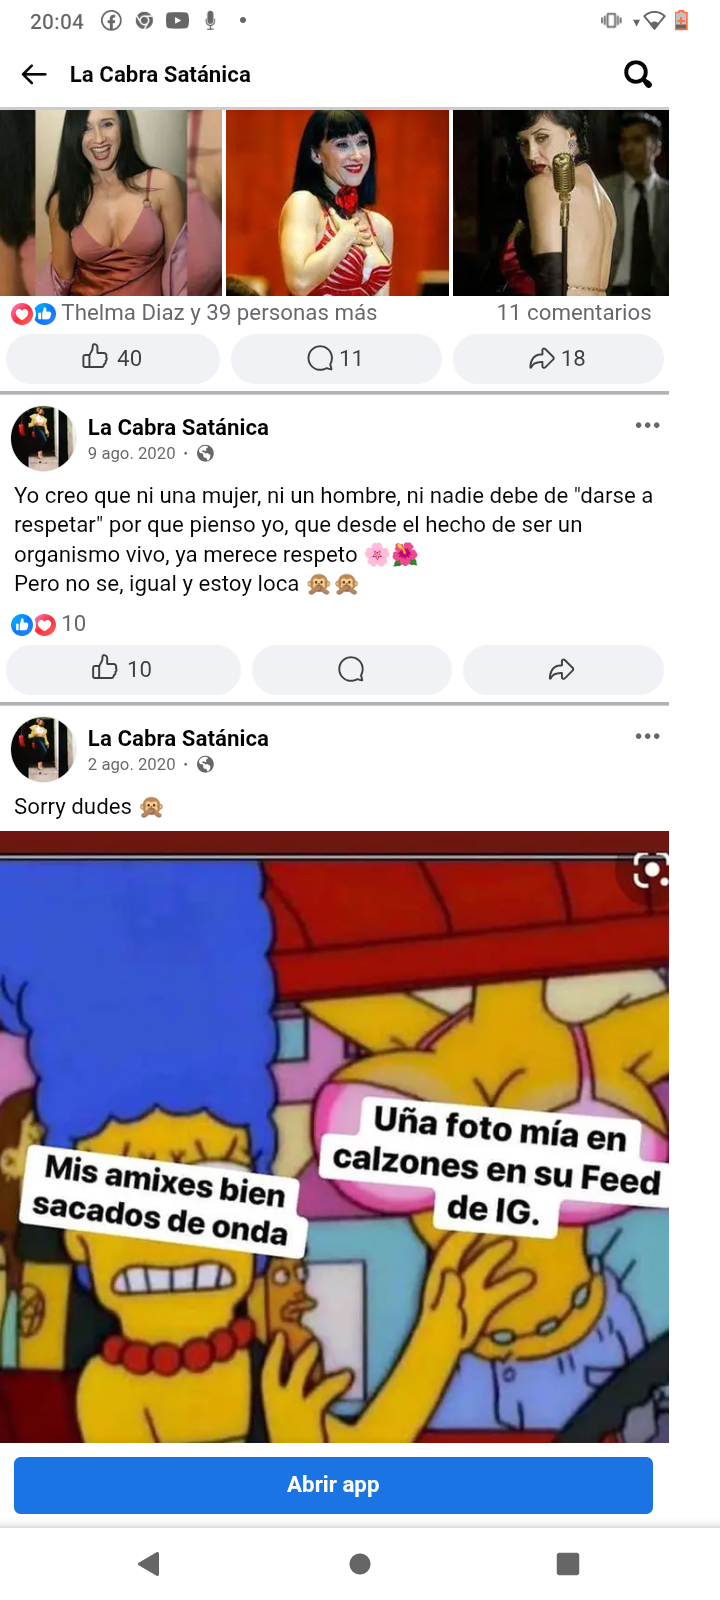 20:04
La Cabra Satánica
Thelma Diaz y 39 personas más
11 comentarios
40
11
18
La Cabra Satánica
9 ago. 2020 ·
Yo creo que ni una mujer, ni un hombre, ni nadie debe de "darse a
respetar" por que pienso yo, que desde el hecho de ser un
organismo vivo, ya merece respeto 🌸🌺
Pero no se, igual y estoy loca 🙊🙊
10
10
La Cabra Satánica
2 ago. 2020 ·
Sorry dudes 🙊
Mis amixes bien
sacados de onda
Uña foto mía en
calzones en su Feed
de IG.
Abrir app